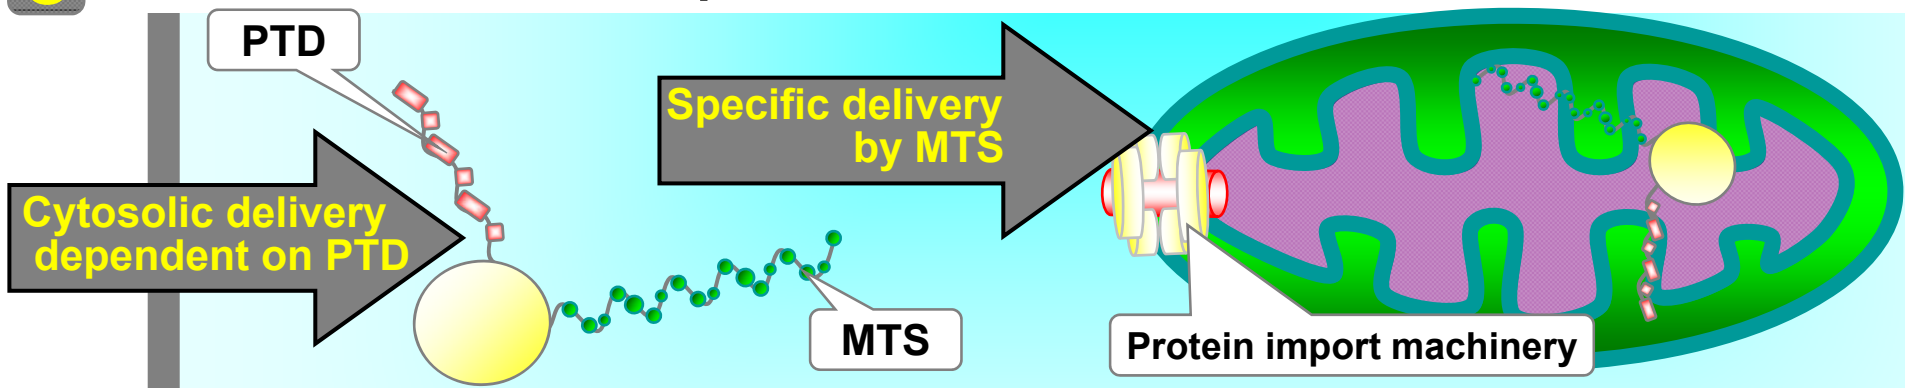 PTD
Specific delivery
by MTS
Cytosolic delivery
dependent on PTD
MTS
Protein import machinery